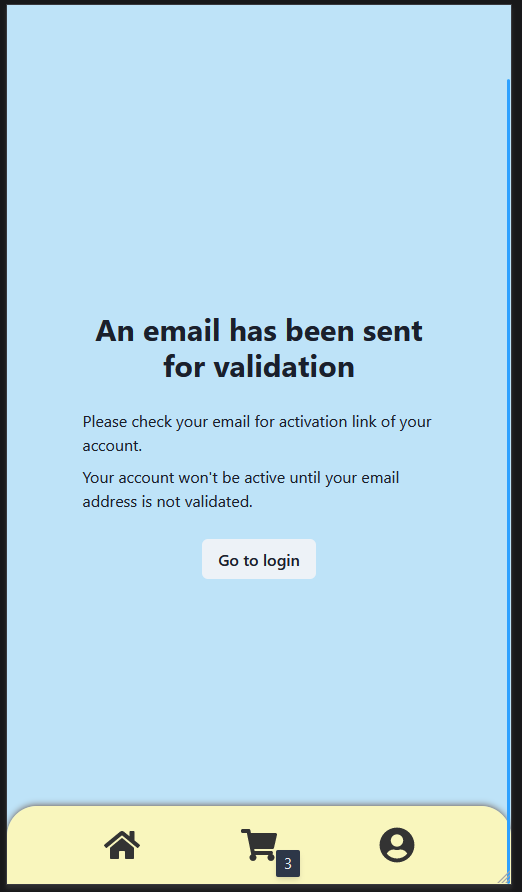 An email has been sent
for validation
Please check your email for activation link of your
account.
Your account won't be active until your email
address is not validated.
Go to login
3